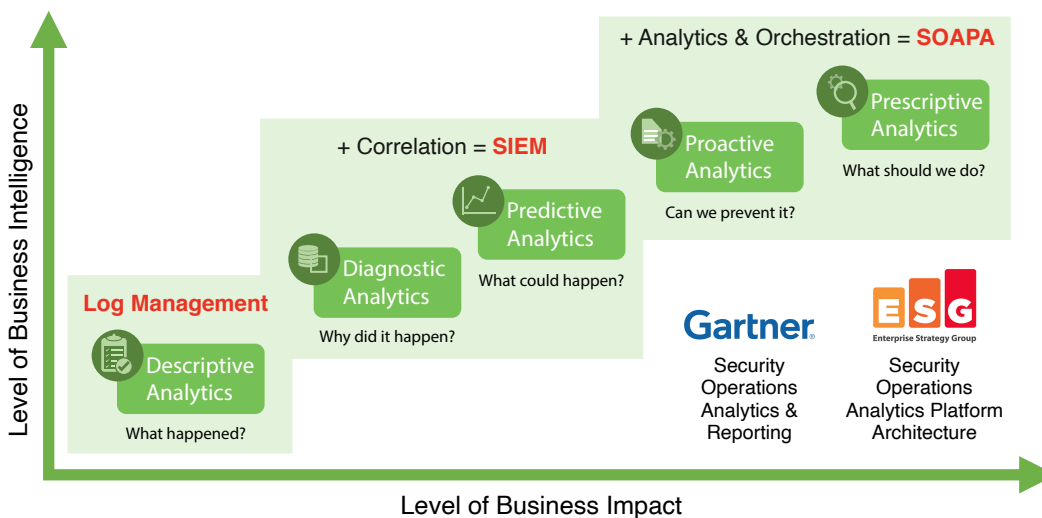 + Analytics & Orchestration = SOAPA
Prescriptive
Analytics
What should we do?
Proactive
Analytics
Can we prevent it?
+ Correlation = SIEM
Predictive
Analytics
What could happen?
Diagnostic
Analytics
Why did it happen?
Log Management
Descriptive
Analytics
What happened?
Gartner®
Security
Operations
Analytics &
Reporting
ESG
Enterprise Strategy Group
Security
Operations
Analytics Platform
Architecture
Level of Business Intelligence
Level of Business Impact